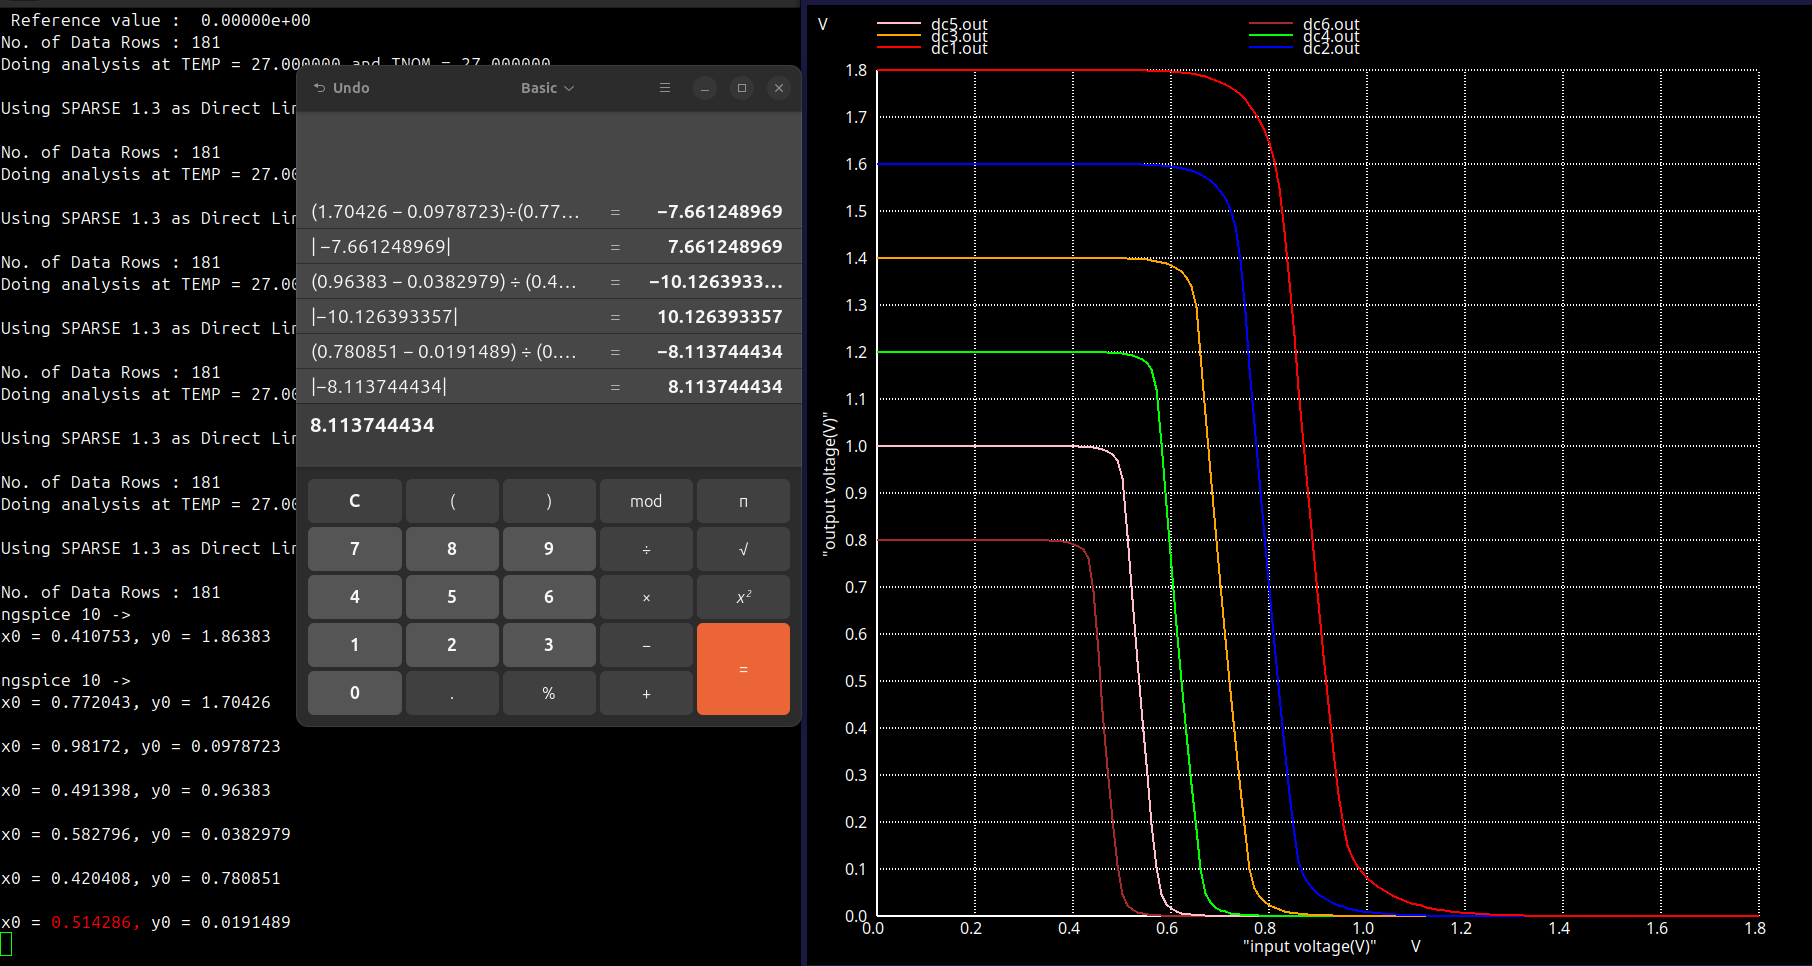 Reference value :  0.00000e+00
No. of Data Rows : 181
Doing analysis at TEMP = 27.000000 and TNOM = 27.000000
Using SPARSE 1.3 as Direct Lin
No. of Data Rows : 181
Doing analysis at TEMP = 27.00
Using SPARSE 1.3 as Direct Lin
No. of Data Rows : 181
Doing analysis at TEMP = 27.00
Using SPARSE 1.3 as Direct Lin
No. of Data Rows : 181
Doing analysis at TEMP = 27.00
Using SPARSE 1.3 as Direct Lin
No. of Data Rows : 181
Doing analysis at TEMP = 27.00
Using SPARSE 1.3 as Direct Lin
No. of Data Rows : 181
ngspice 10 ->
x0 = 0.410753, y0 = 1.86383
ngspice 10 ->
x0 = 0.772043, y0 = 1.70426
x0 = 0.98172, y0 = 0.0978723
x0 = 0.491398, y0 = 0.96383
x0 = 0.582796, y0 = 0.0382979
x0 = 0.420408, y0 = 0.780851
x0 = 0.514286, y0 = 0.0191489
Undo
Basic
(1.70426 − 0.0978723)÷(0.77… = −7.661248969
|−7.661248969| = 7.661248969
(0.96383 − 0.0382979) ÷ (0.4… = −10.1263933…
|−10.126393357| = 10.126393357
(0.780851 − 0.0191489) ÷ (0.… = −8.113744434
|−8.113744434| = 8.113744434
8.113744434
C ( ) mod π
7 8 9 ÷ √
4 5 6 × x²
1 2 3 −
=
0 . % +
V
dc5.out
dc3.out
dc1.out
dc6.out
dc4.out
dc2.out
1.8
1.7
1.6
1.5
1.4
1.3
1.2
1.1
1.0
0.9
0.8
0.7
0.6
0.5
0.4
0.3
0.2
0.1
0.0
"output voltage(V)"
0.0 0.2 0.4 0.6 0.8 1.0 1.2 1.4 1.6 1.8
"input voltage(V)" V